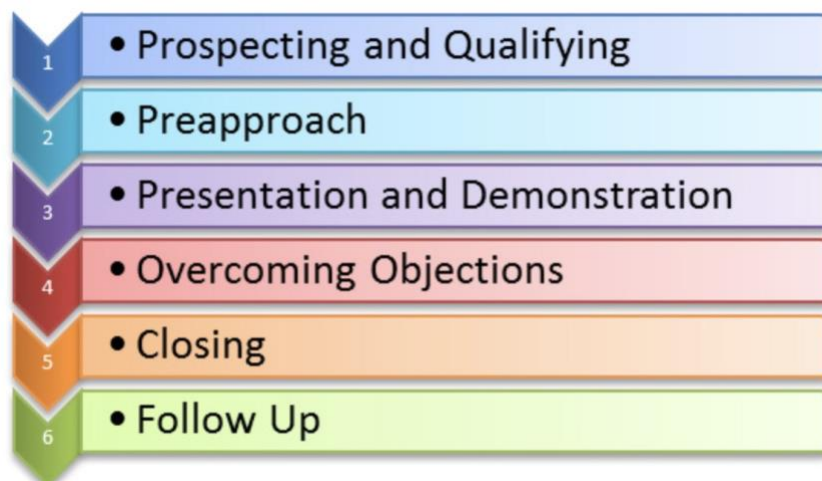 1 • Prospecting and Qualifying
2 • Preapproach
3 • Presentation and Demonstration
4 • Overcoming Objections
5 • Closing
6 • Follow Up